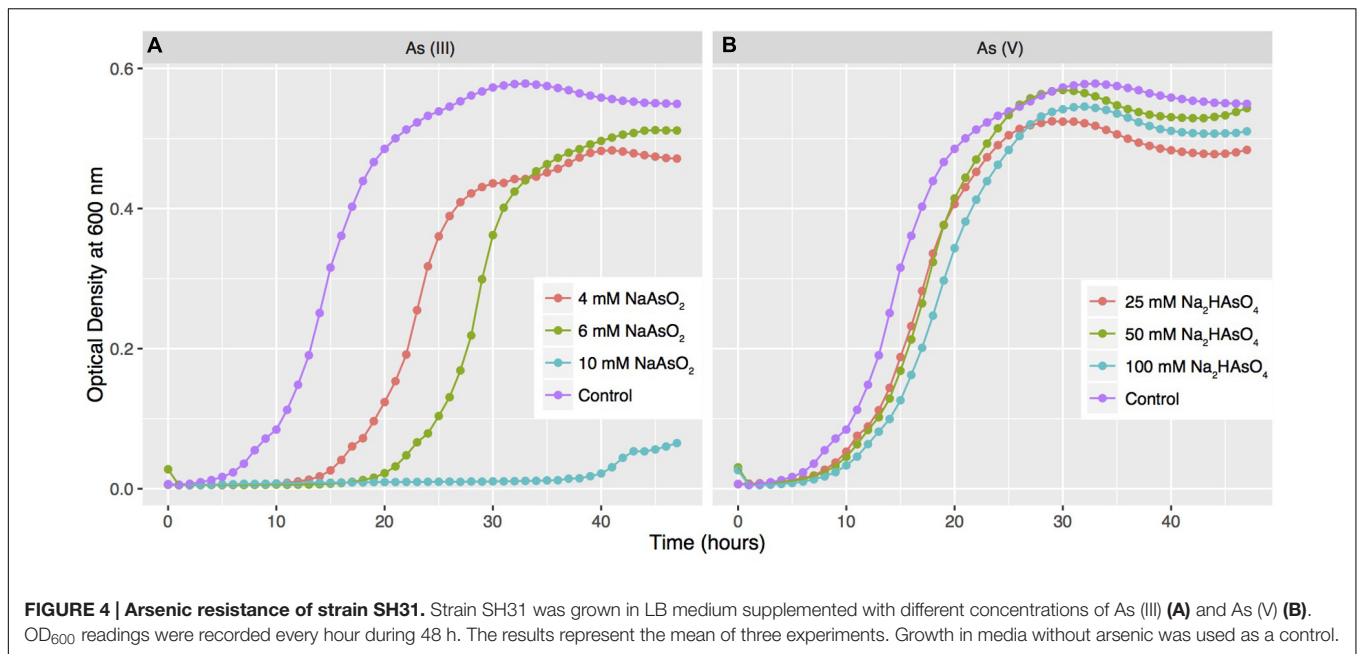 A
As (III)
B
As (V)
Optical Density at 600 nm
0.6
0.4
0.2
0.0
4 mM NaAsO₂
6 mM NaAsO₂
10 mM NaAsO₂
Control
25 mM Na₂HAsO₄
50 mM Na₂HAsO₄
100 mM Na₂HAsO₄
Control
0 10 20 30 40
0 10 20 30 40
Time (hours)
FIGURE 4 | Arsenic resistance of strain SH31. Strain SH31 was grown in LB medium supplemented with different concentrations of As (III) (A) and As (V) (B).
OD₆₀₀ readings were recorded every hour during 48 h. The results represent the mean of three experiments. Growth in media without arsenic was used as a control.